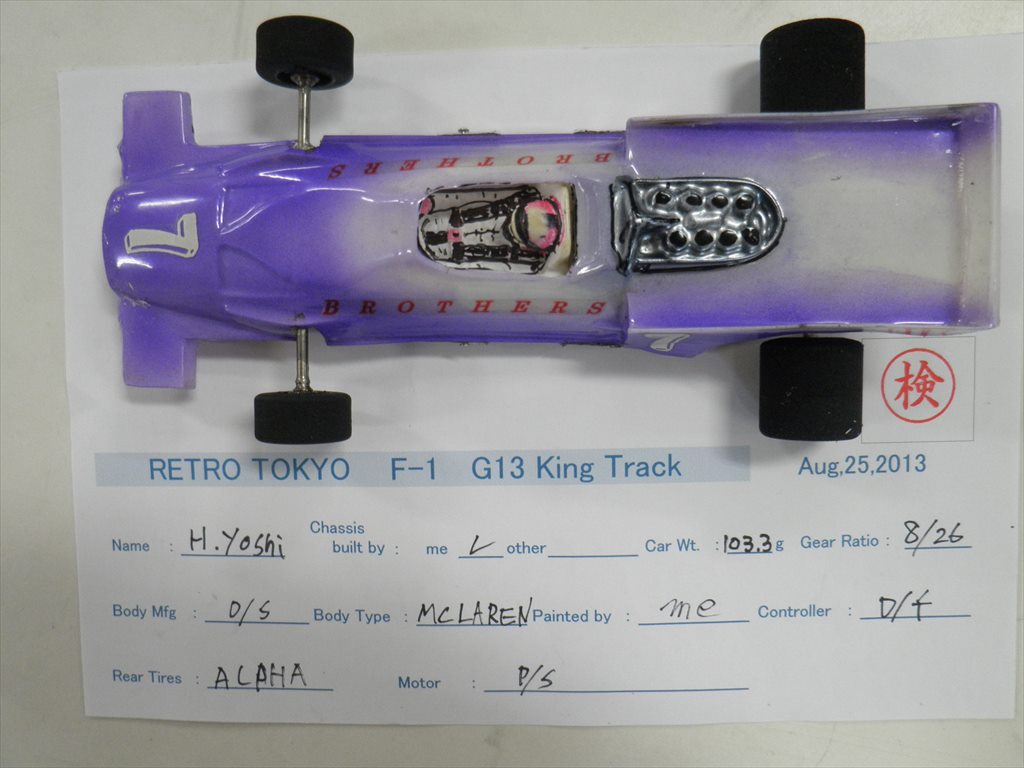 7
BROTHERS
BROTHERS
7
検
RETRO TOKYO F-1 G13 King Track Aug,25,2013
Name : H.Yoshi Chassis built by : me ✓ other Car Wt. : 103.3 g Gear Ratio : 8/26
Body Mfg : O/S Body Type : MCLAREN Painted by : me Controller : D/f
Rear Tires : ALPHA Motor : P/S